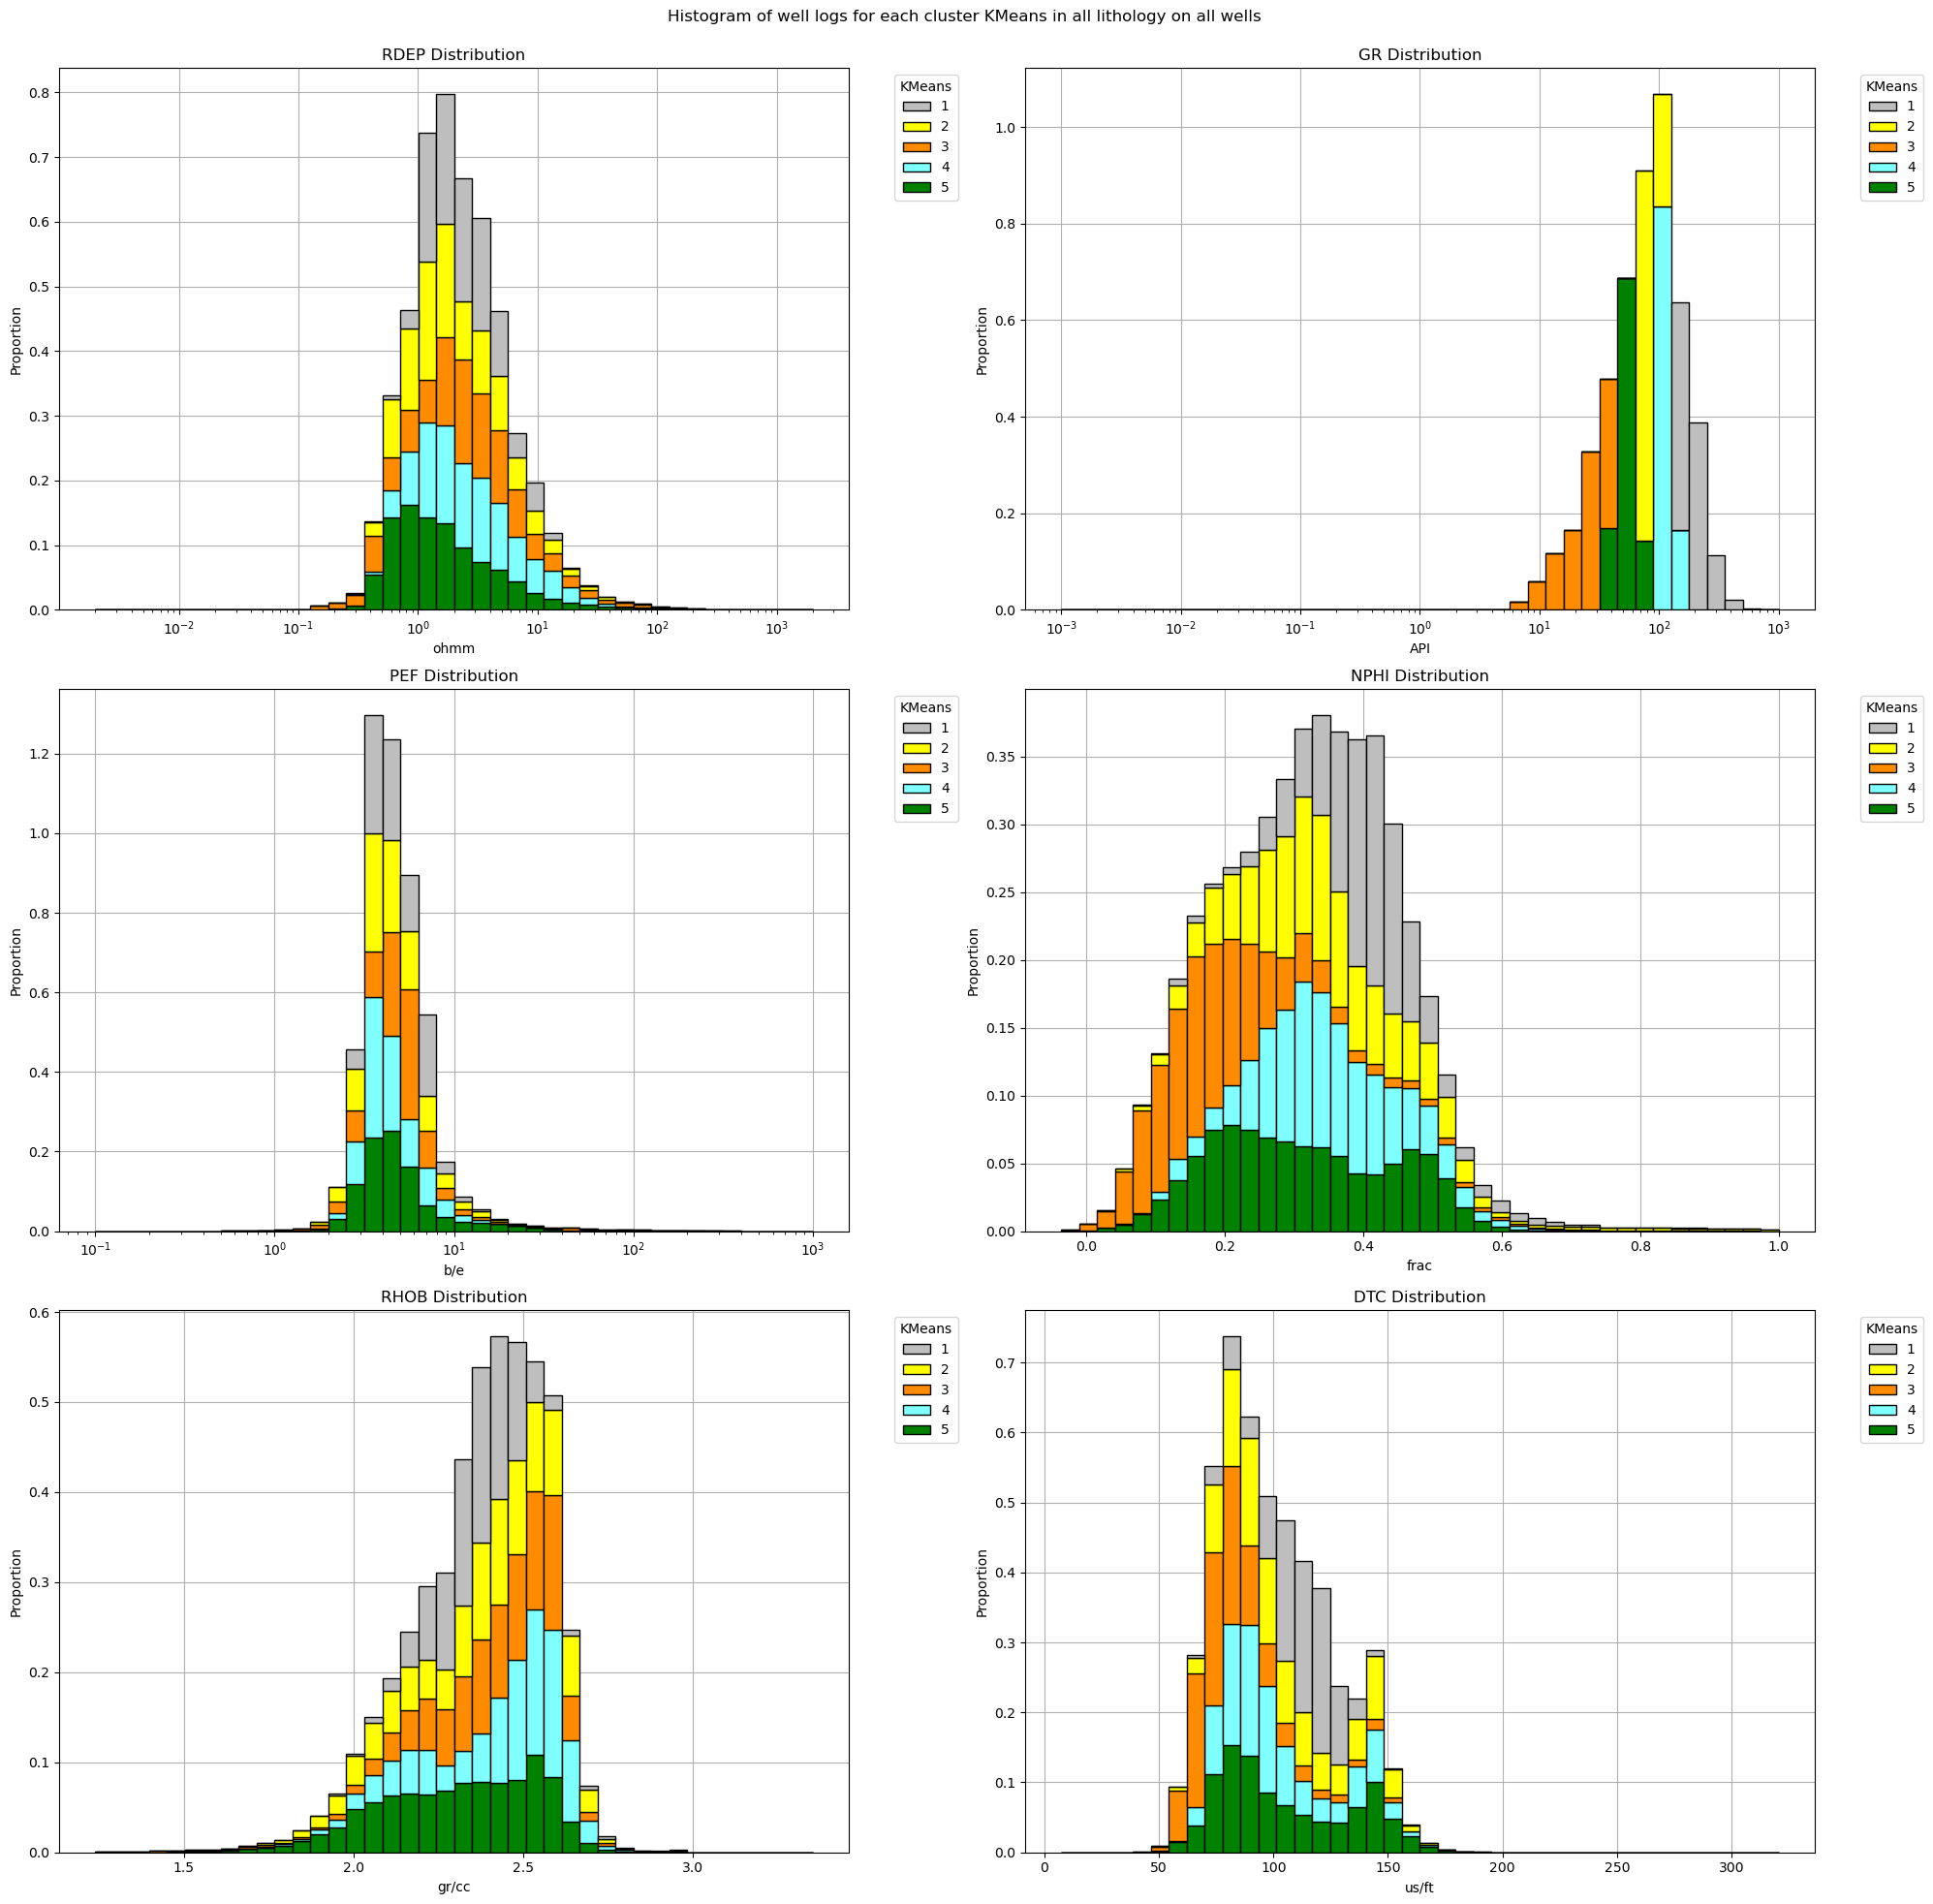 Histogram of well logs for each cluster KMeans in all lithology on all wells
RDEP Distribution
Proportion
0.8
0.7
0.6
0.5
0.4
0.3
0.2
0.1
0.0
10⁻² 10⁻¹ 10⁰ 10¹ 10² 10³
ohmm
KMeans
1
2
3
4
5
GR Distribution
Proportion
1.0
0.8
0.6
0.4
0.2
0.0
10⁻³ 10⁻² 10⁻¹ 10⁰ 10¹ 10² 10³
API
KMeans
1
2
3
4
5
PEF Distribution
Proportion
1.2
1.0
0.8
0.6
0.4
0.2
0.0
10⁻¹ 10⁰ 10¹ 10² 10³
b/e
KMeans
1
2
3
4
5
NPHI Distribution
Proportion
0.35
0.30
0.25
0.20
0.15
0.10
0.05
0.00
0.0 0.2 0.4 0.6 0.8 1.0
frac
KMeans
1
2
3
4
5
RHOB Distribution
Proportion
0.6
0.5
0.4
0.3
0.2
0.1
0.0
1.5 2.0 2.5 3.0
gr/cc
KMeans
1
2
3
4
5
DTC Distribution
Proportion
0.7
0.6
0.5
0.4
0.3
0.2
0.1
0.0
0 50 100 150 200 250 300
us/ft
KMeans
1
2
3
4
5